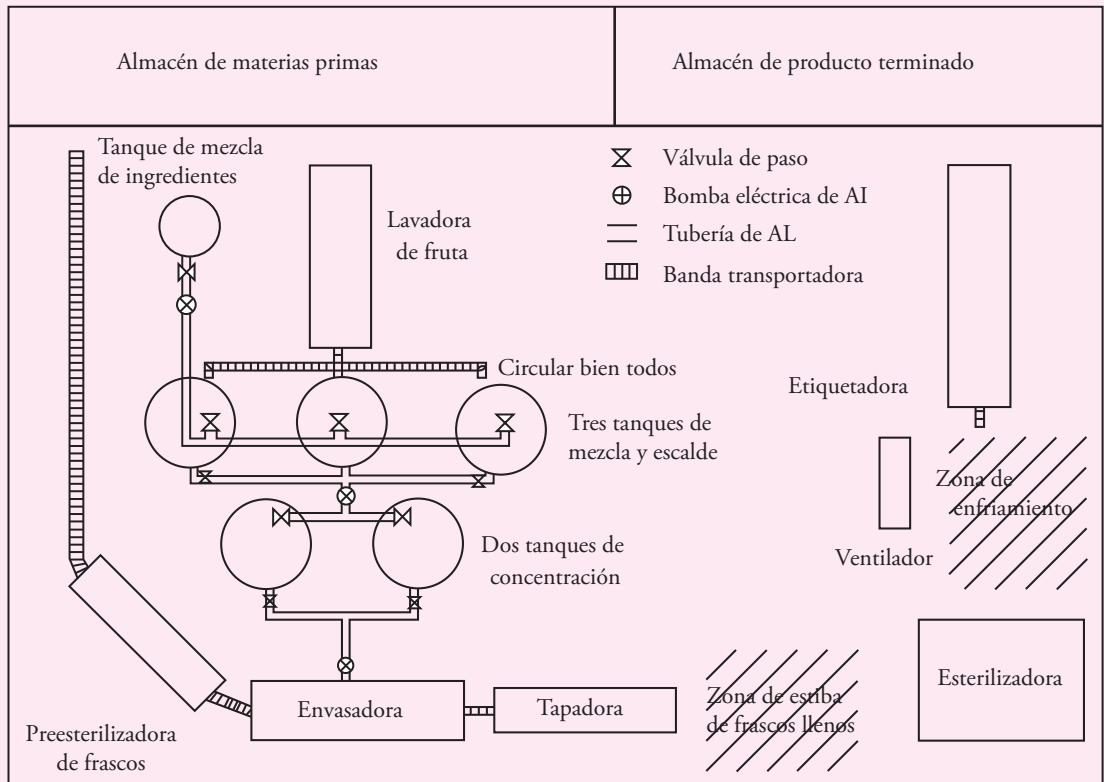 Almacén de materias primas
Almacén de producto terminado
Tanque de mezcla
de ingredientes
Lavadora
de fruta
Válvula de paso
Bomba eléctrica de AI
Tubería de AL
Banda transportadora
Circular bien todos
Etiquetadora
Tres tanques de
mezcla y escalde
Zona de
enfriamiento
Dos tanques de
concentración
Ventilador
Esterilizadora
Zona de estiba
de frascos llenos
Envasadora
Tapadora
Preesterilizadora
de frascos